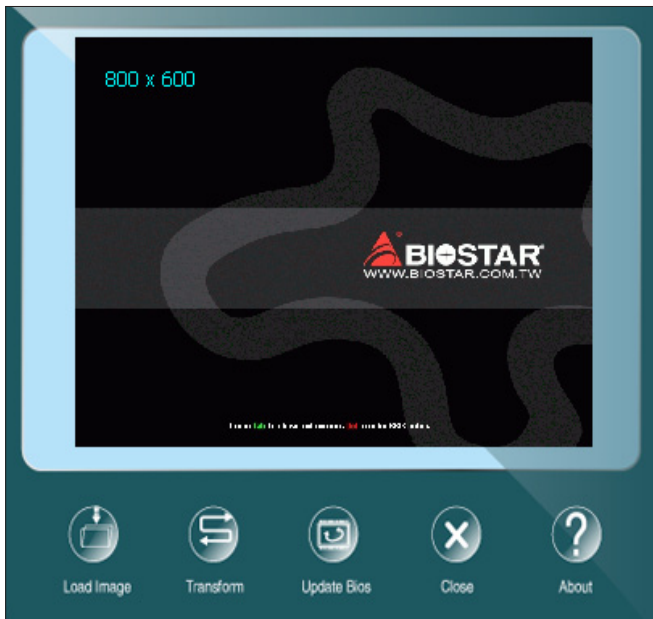 800 x 600
BIOSTAR
WWW.BIOSTAR.COM.TW
Load Image
Transform
Update Bios
Close
About